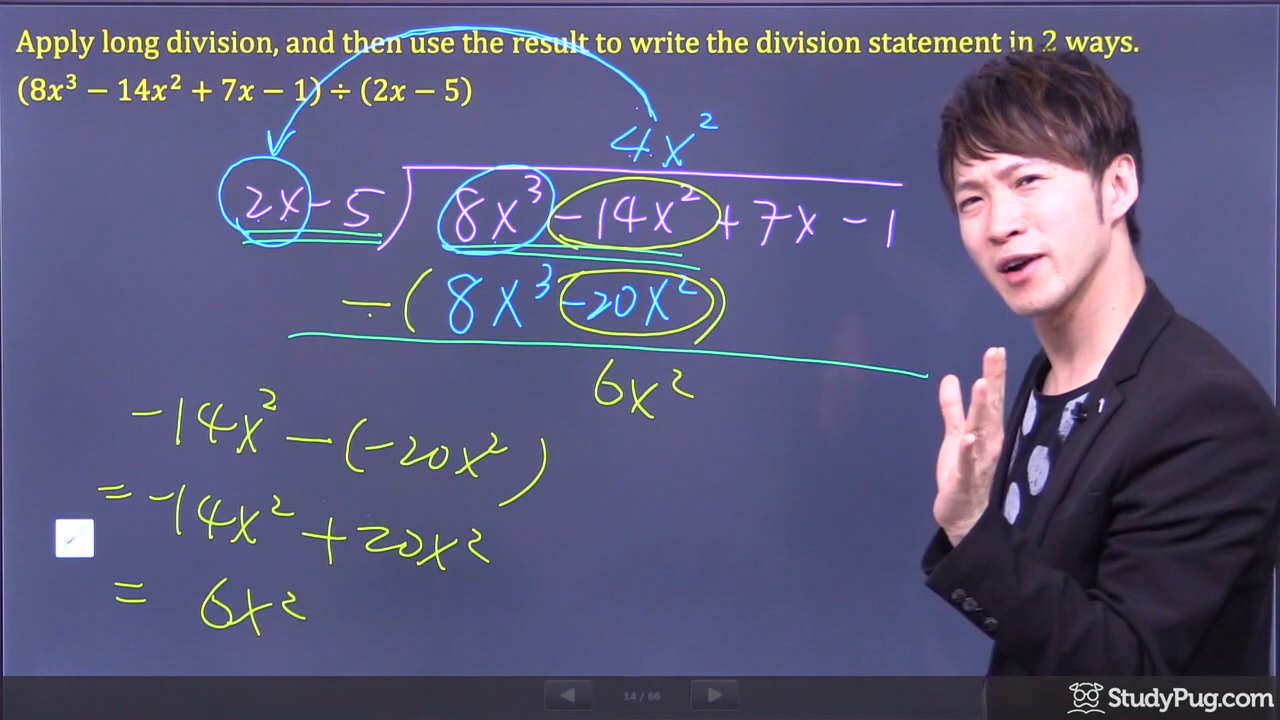 Apply long division, and then use the result to write the division statement in 2 ways.
(8x³ − 14x² + 7x − 1) ÷ (2x − 5)
4x²
2x - 5) 8x³ - 14x² + 7x - 1
- (8x³ - 20x²)
6x²
-14x² - (-20x²)
= -14x² + 20x²
= 6x²
14 / 66
StudyPug.com